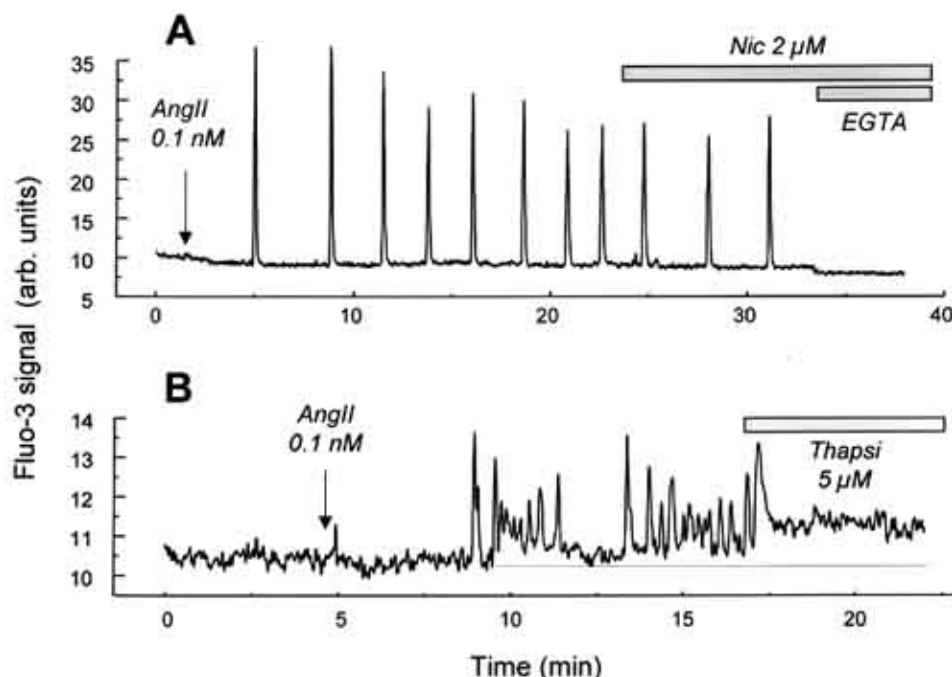 A
Nic 2 µM
EGTA
AngII
0.1 nM
35
30
25
20
15
10
5
0
10
20
30
40
Fluo-3 signal (arb. units)
B
AngII
0.1 nM
Thapsi
5 µM
14
13
12
11
10
0
5
10
15
20
Time (min)